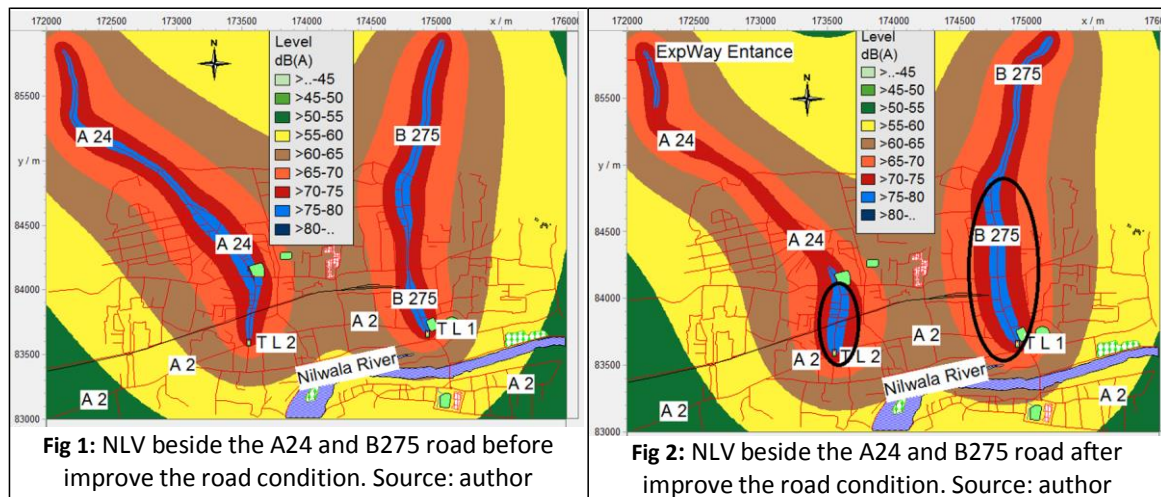 172000 172500 173000 173500 174000 174500 175000 x / m 176000
Level
dB(A)
>..-45
>45-50
>50-55
>55-60
>60-65
>65-70
>70-75
>75-80
>80-..
N
85500
y / m
84500
84000
83500
83000
A 24
B 275
A 24
B 275
A 2
T L 1
T L 2
A 2
Nilwala River
A 2
A 2
Fig 1: NLV beside the A24 and B275 road before
improve the road condition. Source: author
172000 172500 173000 173500 174000 174500 175000 x / m 17600
Level
dB(A)
>..-45
>45-50
>50-55
>55-60
>60-65
>65-70
>70-75
>75-80
>80-..
ExpWay Entance
N
85500
y / m
84500
84000
83500
83000
B 275
A 24
A 24
B 275
A 2
T L 1
A 2
T L 2
Nilwala River
A 2
A 2
Fig 2: NLV beside the A24 and B275 road after
improve the road condition. Source: author